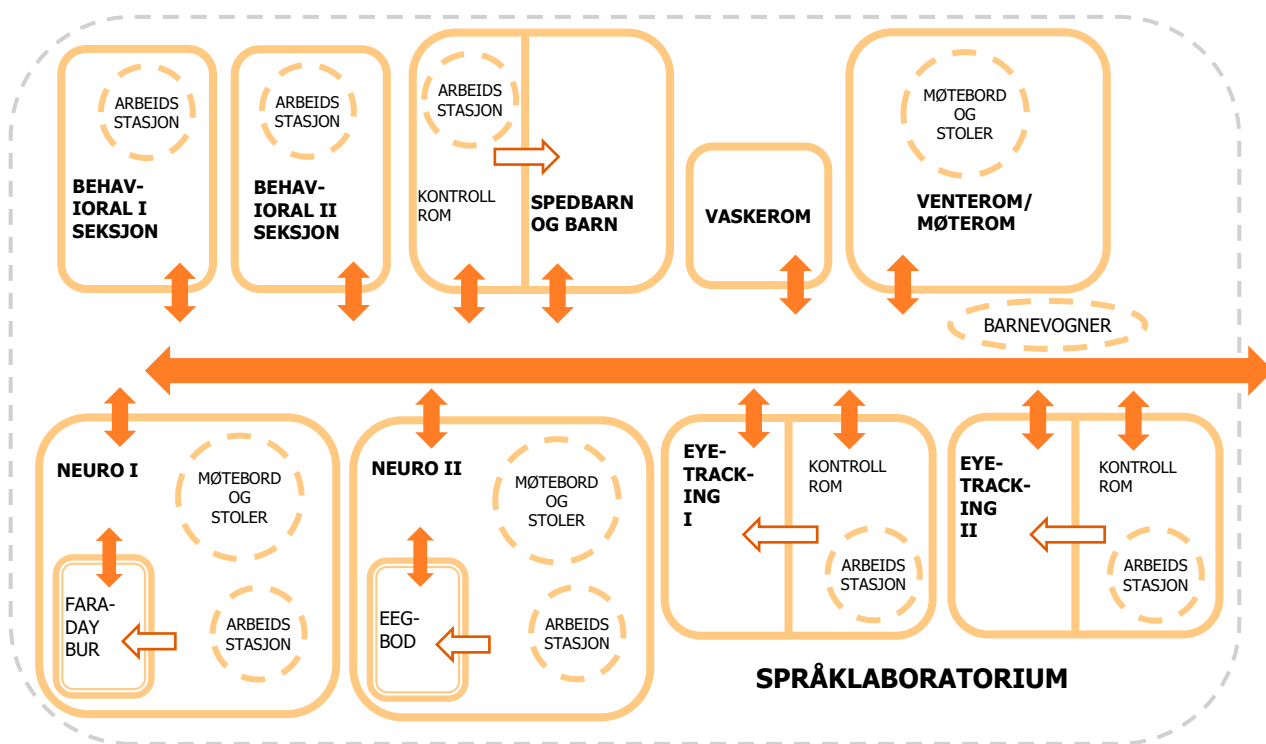 ARBEIDS
STASJON
BEHAV-
IORAL I
SEKSJON
ARBEIDS
STASJON
BEHAV-
IORAL II
SEKSJON
ARBEIDS
STASJON
KONTROLL
ROM
SPEDBARN
OG BARN
VASKEROM
MØTEBORD
OG
STOLER
VENTEROM/
MØTEROM
BARNEVOGNER
NEURO I
MØTEBORD
OG
STOLER
FARA-
DAY
BUR
ARBEIDS
STASJON
NEURO II
MØTEBORD
OG
STOLER
EEG-
BOD
ARBEIDS
STASJON
EYE-
TRACK-
ING
I
KONTROLL
ROM
ARBEIDS
STASJON
EYE-
TRACK-
ING
II
KONTROLL
ROM
ARBEIDS
STASJON
SPRÅKLABORATORIUM